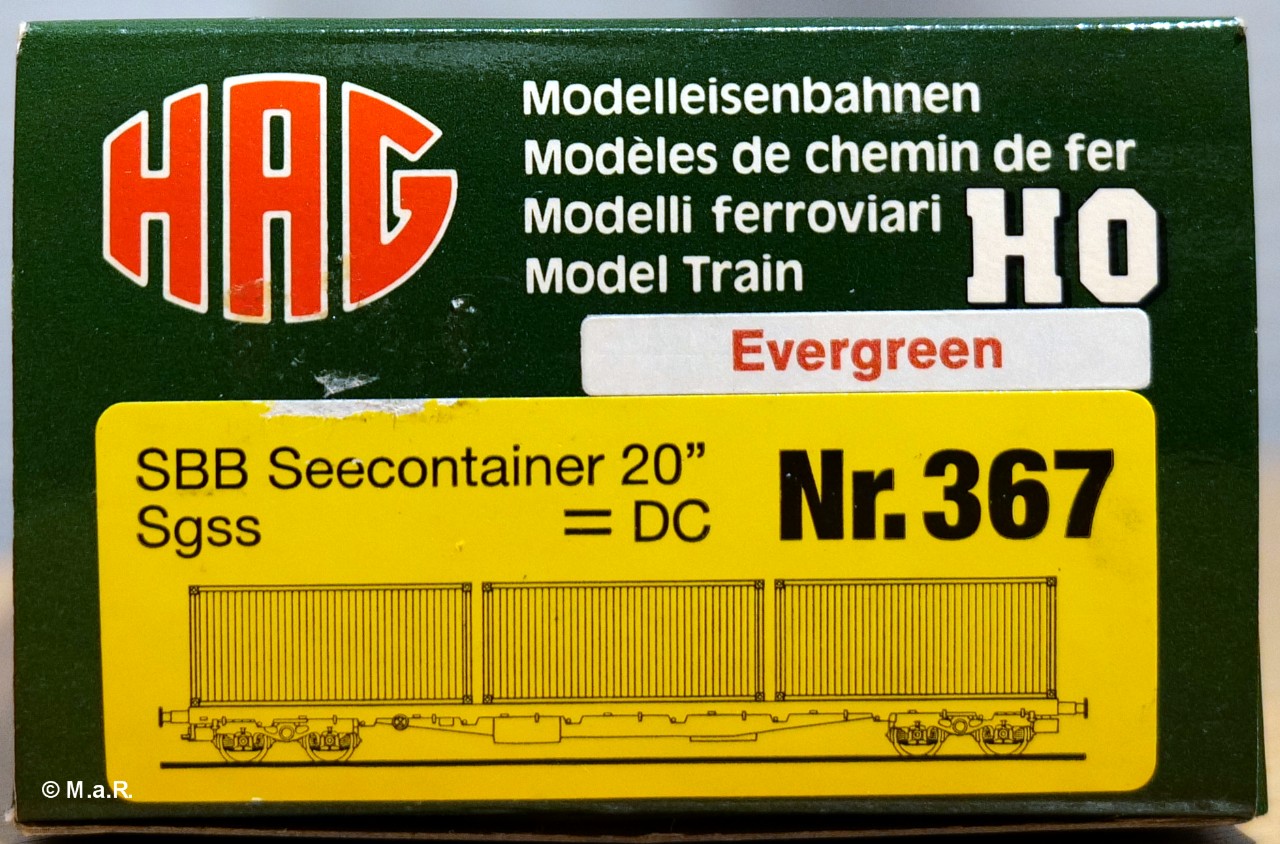 HAG
Modelleisenbahnen
Modèles de chemin de fer
Modelli ferroviari
Model Train
HO
Evergreen
SBB Seecontainer 20”
Sgss = DC
Nr. 367
© M.a.R.